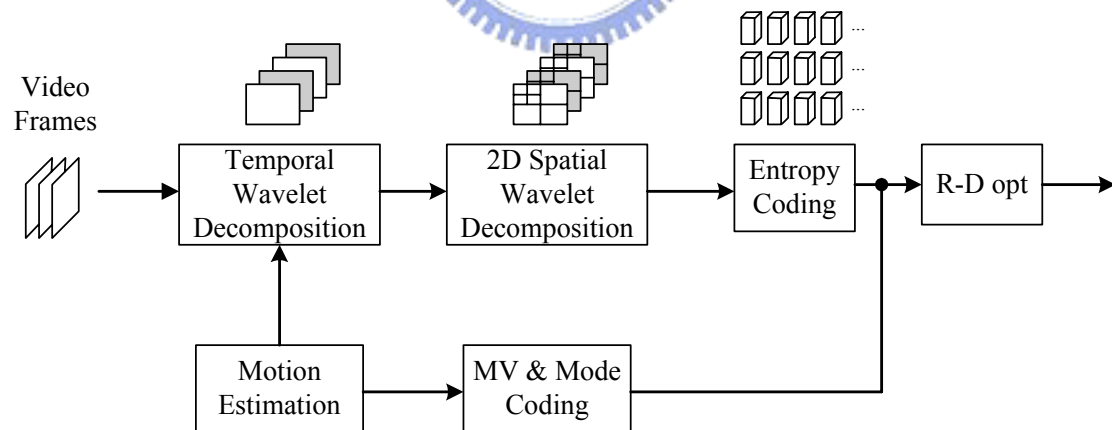 Video
Frames
Temporal
Wavelet
Decomposition
2D Spatial
Wavelet
Decomposition
...
...
...
Entropy
Coding
R-D opt
Motion
Estimation
MV & Mode
Coding